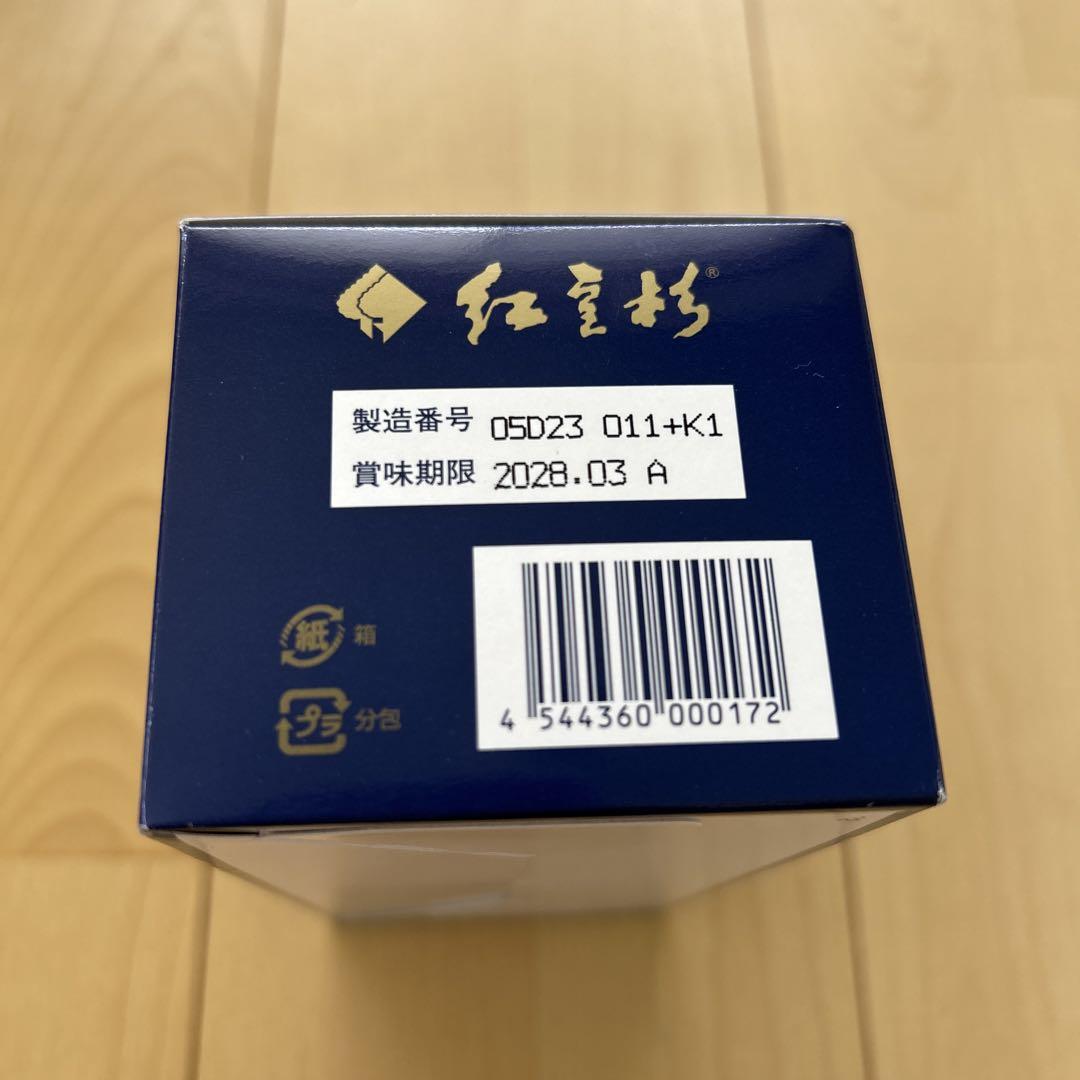 紅豆杉®
製造番号 05D23 011+K1
賞味期限 2028.03 A
紙 箱
プラ 分包
4 544360 000172